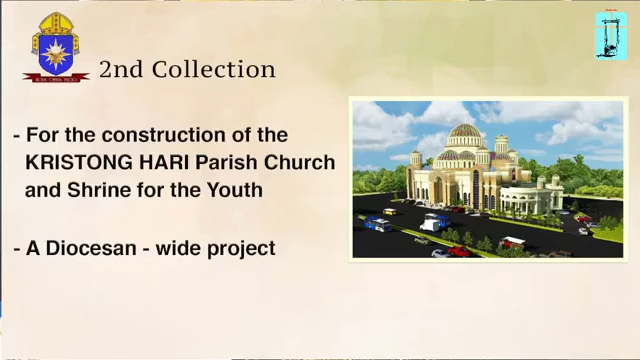 2nd Collection
- For the construction of the
KRISTONG HARI Parish Church
and Shrine for the Youth
- A Diocesan - wide project